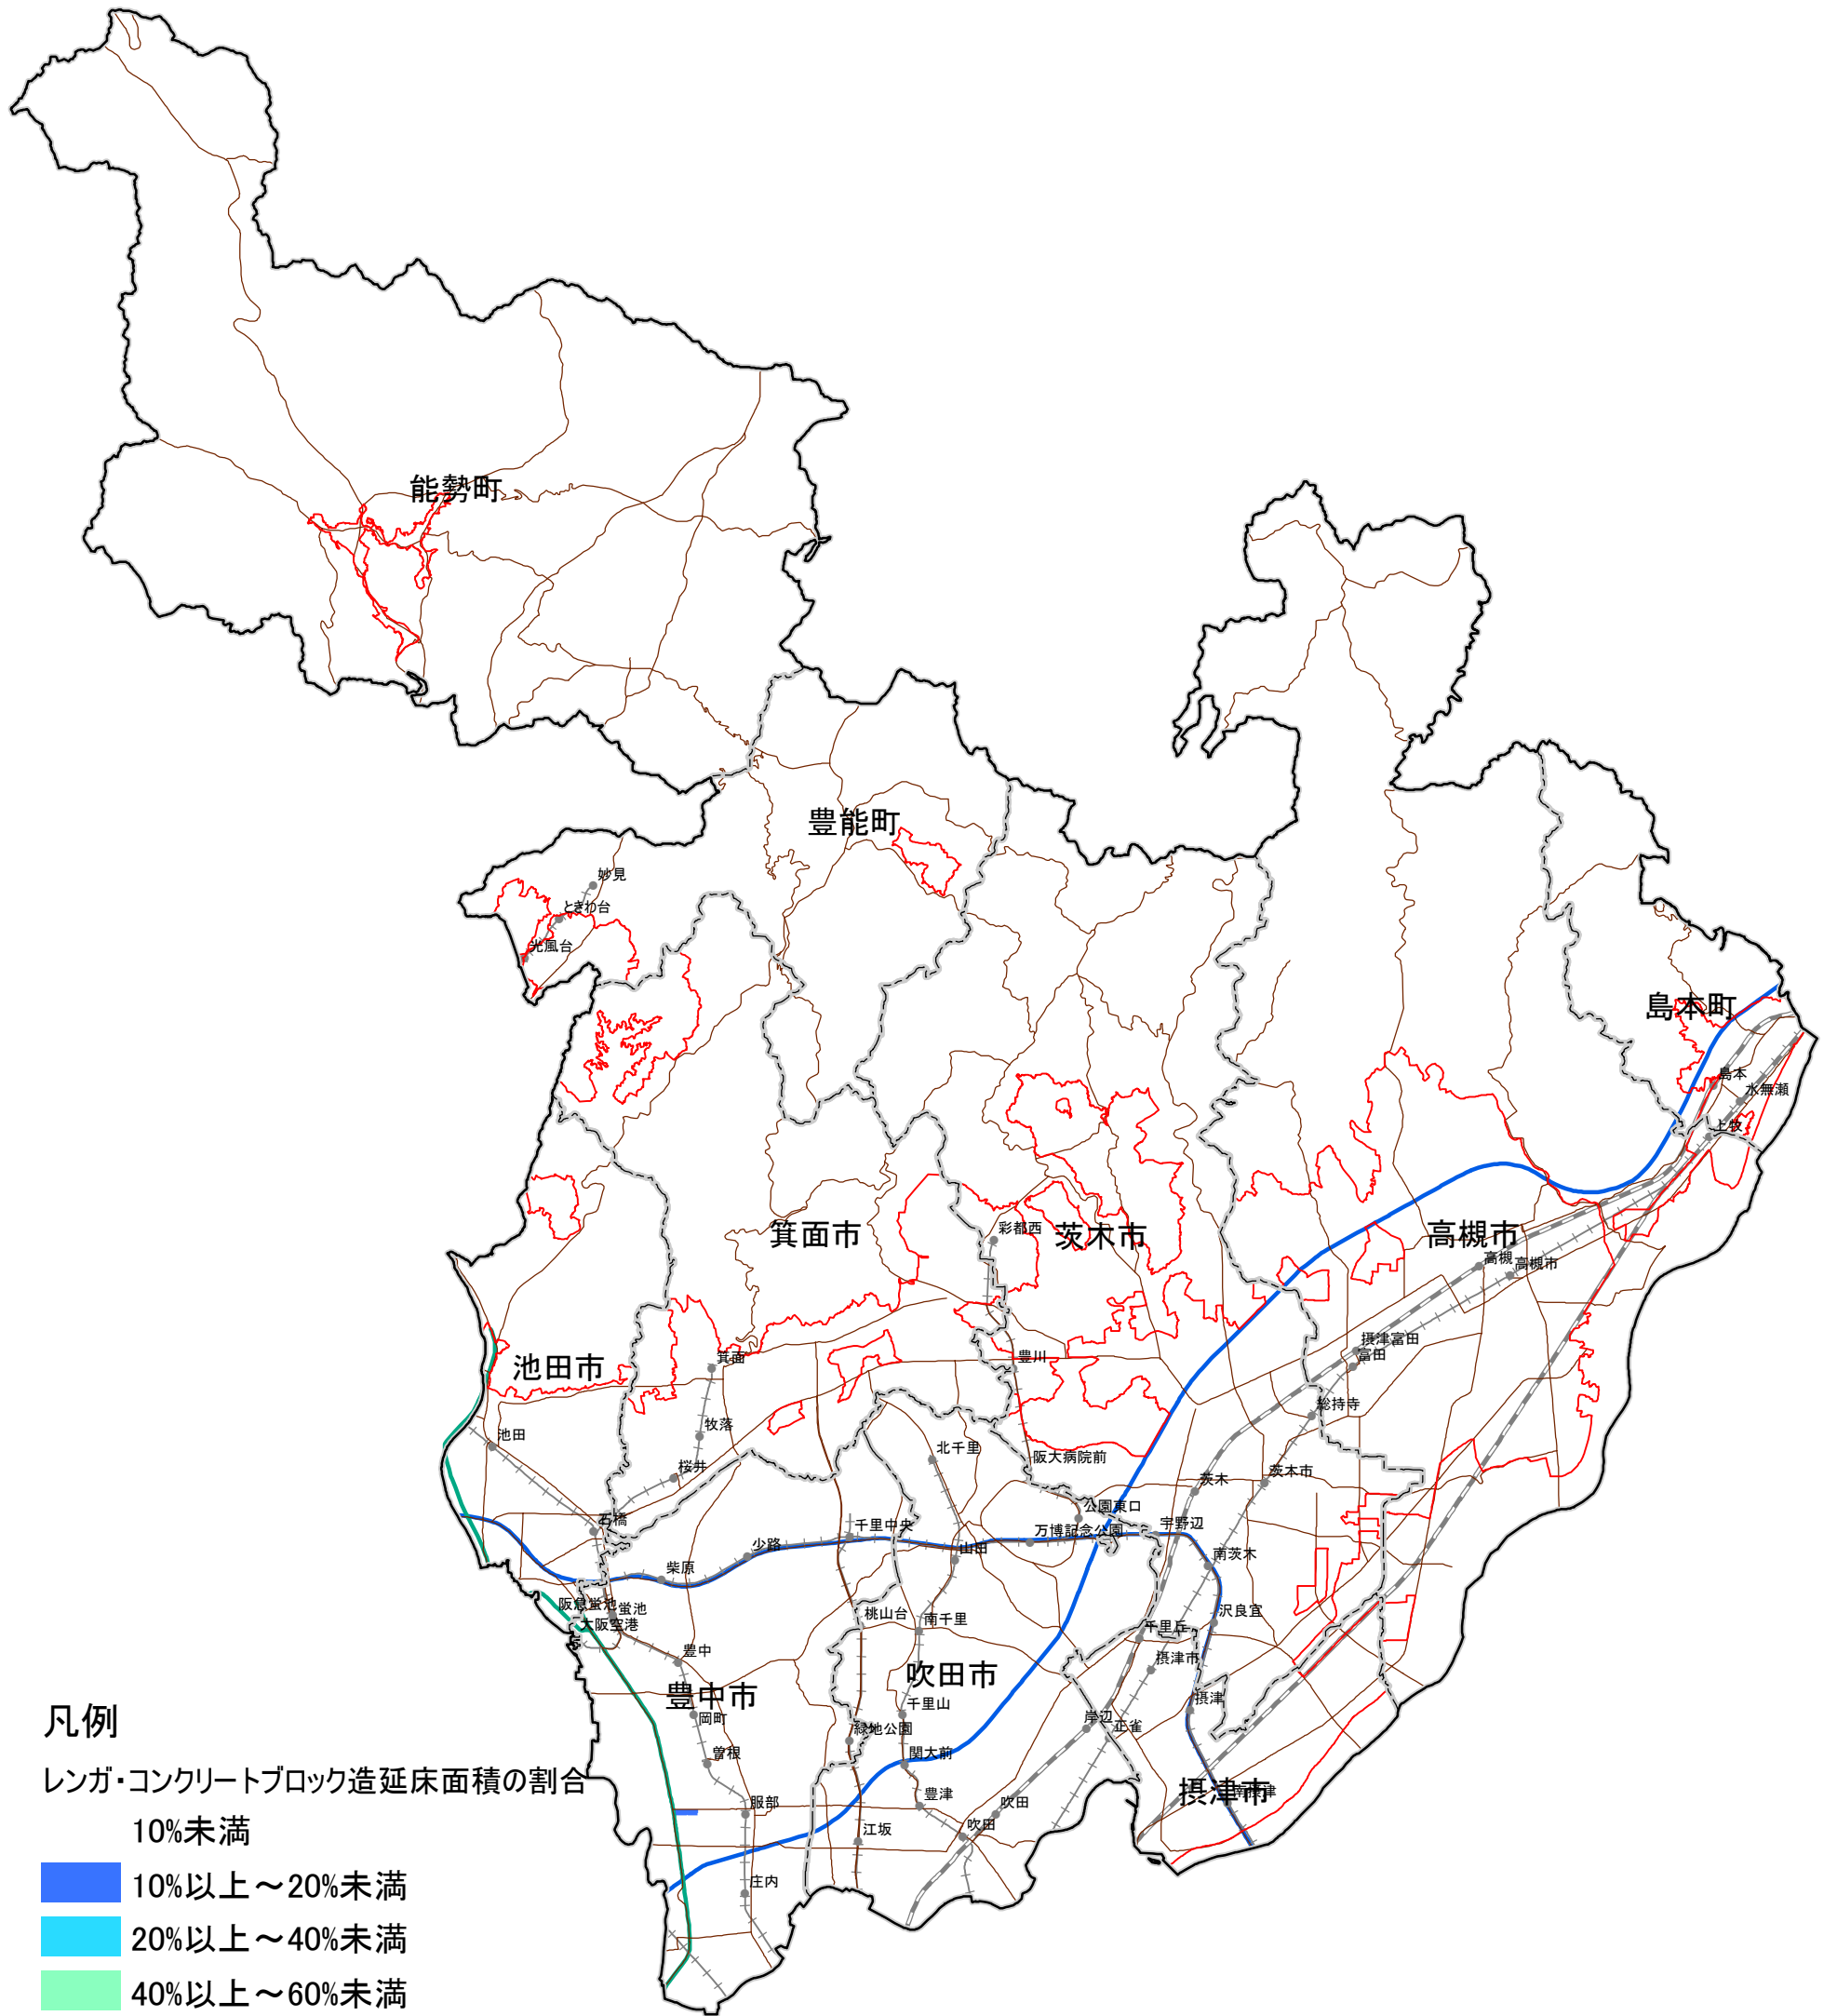 能勢町
豊能町
妙見
ときわ台
光風台
島本町
島本
水無瀬
上牧
箕面市
彩都西
茨木市
高槻市
高槻
高槻市
摂津富田
富田
池田市
箕面
豊川
総持寺
牧落
池田
北千里
阪大病院前
桜井
茨木
茨木市
公園東口
石橋
千里中央
万博記念公園
宇野辺
少路
山田
南茨木
柴原
阪急蛍池
蛍池
大阪空港
桃山台
南千里
沢良宜
千里丘
豊中
吹田市
摂津市
豊中市
千里山
摂津
岡町
緑地公園
岸辺
正雀
曽根
関大前
摂津市
南摂津
服部
豊津
吹田
江坂
吹田
庄内
凡例
レンガ・コンクリートブロック造延床面積の割合
10%未満
10%以上～20%未満
20%以上～40%未満
40%以上～60%未満